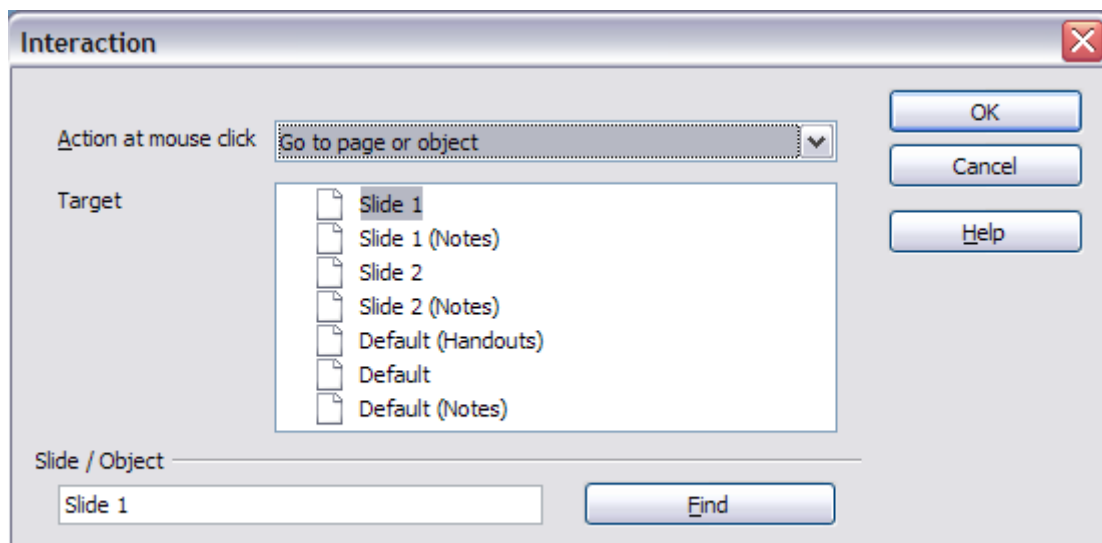 Interaction
Action at mouse click
Go to page or object
OK
Cancel
Help
Target
Slide 1
Slide 1 (Notes)
Slide 2
Slide 2 (Notes)
Default (Handouts)
Default
Default (Notes)
Slide / Object
Slide 1
Find